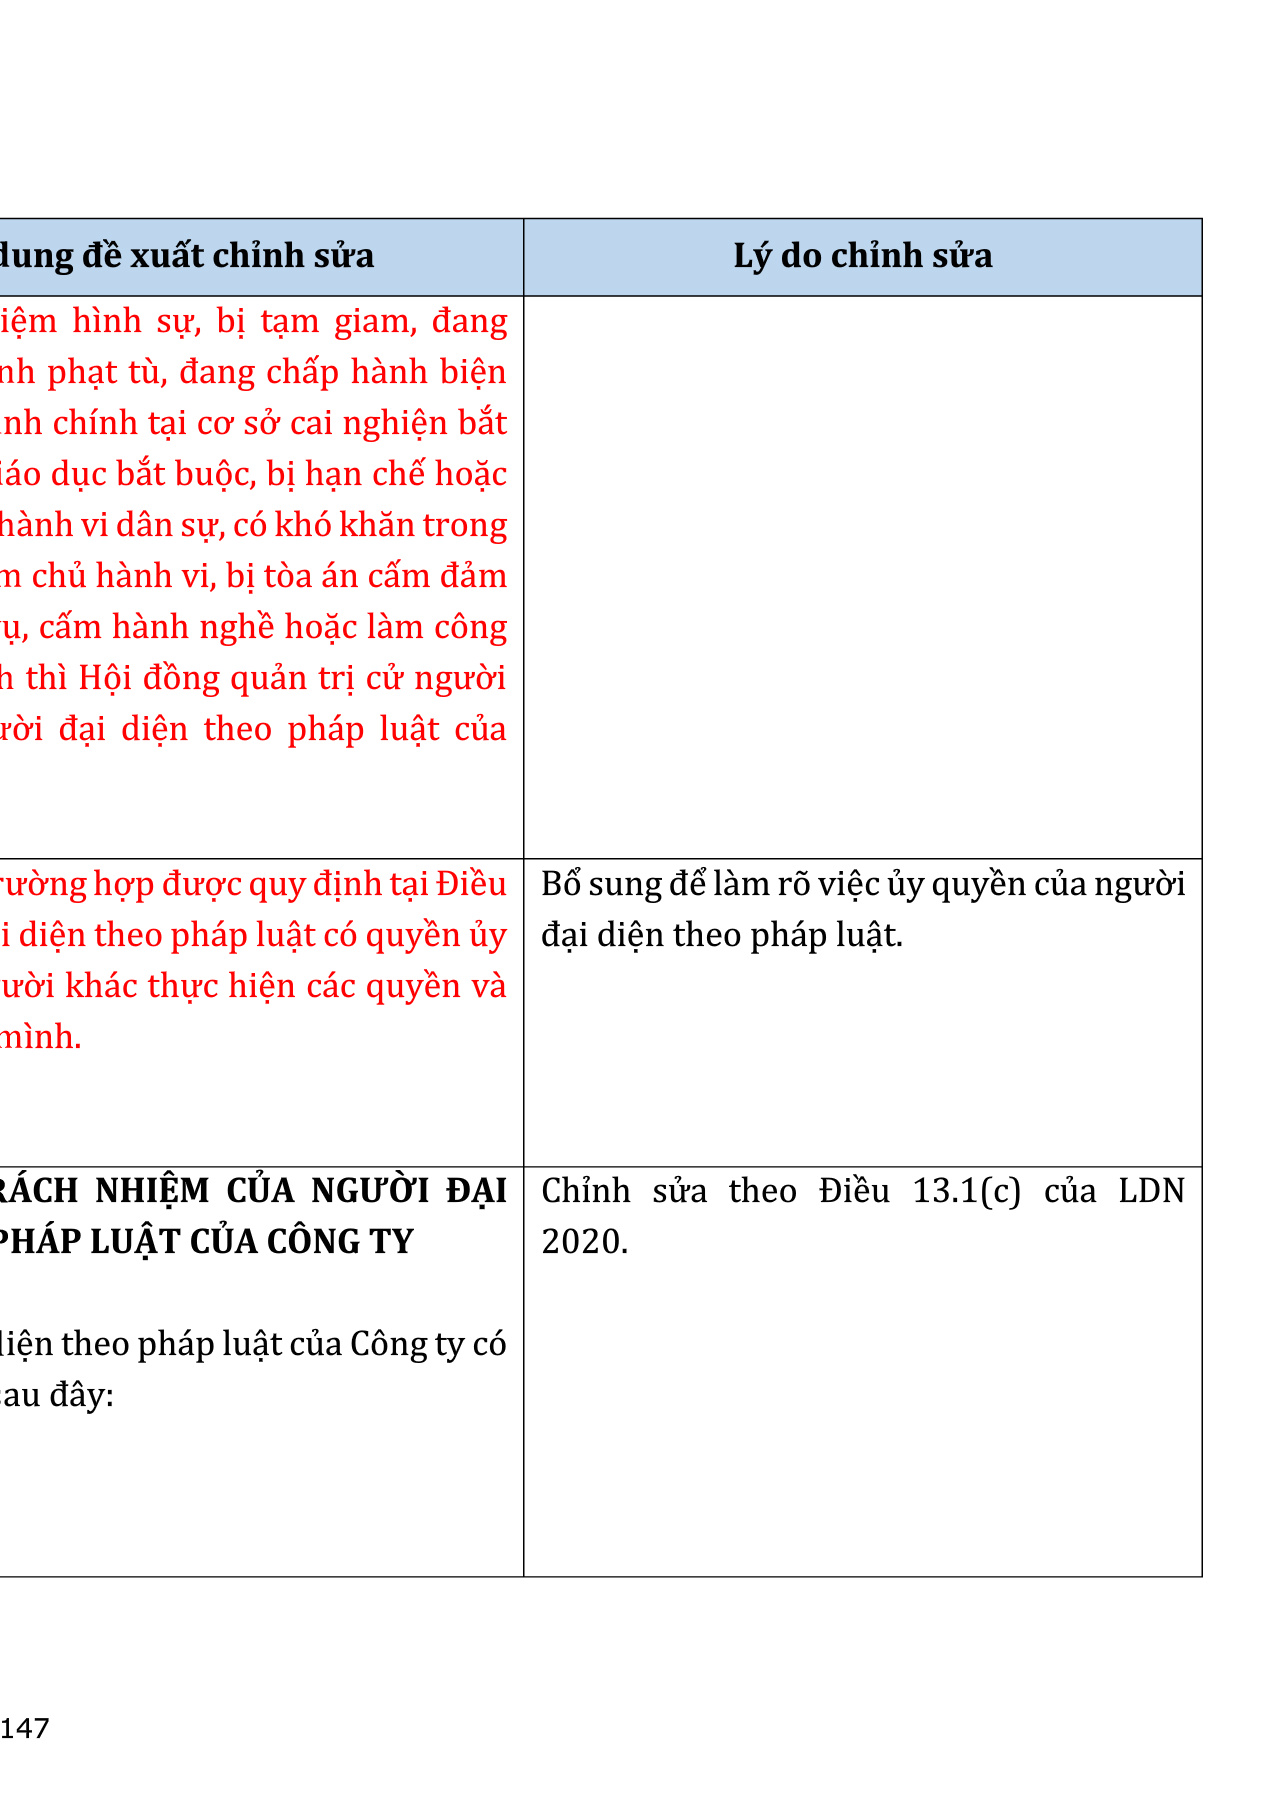 dung đề xuất chỉnh sửa
Lý do chỉnh sửa
iệm hình sự, bị tạm giam, đang
nh phạt tù, đang chấp hành biện
nh chính tại cơ sở cai nghiện bắt
iáo dục bắt buộc, bị hạn chế hoặc
hành vi dân sự, có khó khăn trong
m chủ hành vi, bị tòa án cấm đảm
vụ, cấm hành nghề hoặc làm công
h thì Hội đồng quản trị cử người
ười đại diện theo pháp luật của
rường hợp được quy định tại Điều
i diện theo pháp luật có quyền ủy
ười khác thực hiện các quyền và
mình.
Bổ sung để làm rõ việc ủy quyền của người
đại diện theo pháp luật.
RÁCH NHIỆM CỦA NGƯỜI ĐẠI
PHÁP LUẬT CỦA CÔNG TY
diện theo pháp luật của Công ty có
sau đây:
Chỉnh sửa theo Điều 13.1(c) của LDN
2020.
147